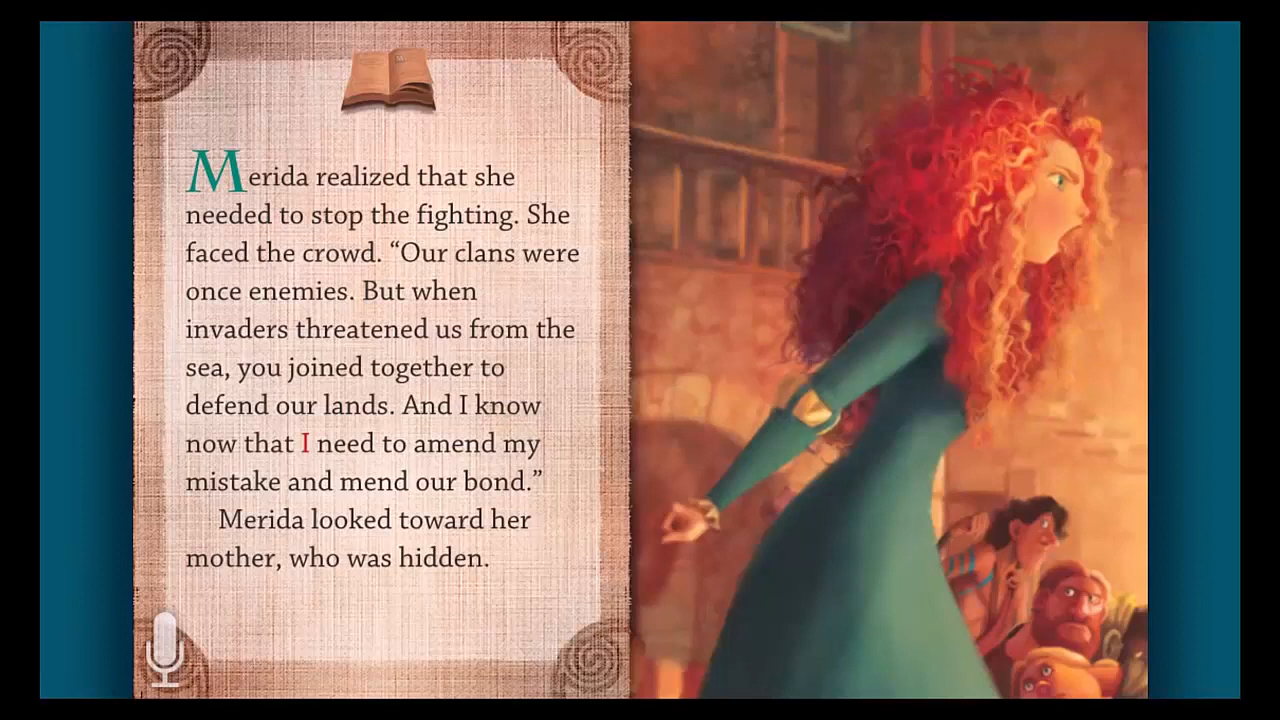 Merida realized that she
needed to stop the fighting. She
faced the crowd. “Our clans were
once enemies. But when
invaders threatened us from the
sea, you joined together to
defend our lands. And I know
now that I need to amend my
mistake and mend our bond.”
Merida looked toward her
mother, who was hidden.